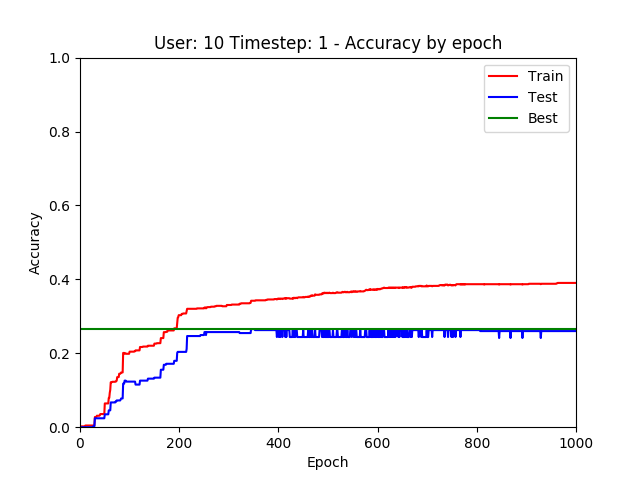 User: 10 Timestep: 1 - Accuracy by epoch
1.0
0.8
0.6
0.4
0.2
0.0
Accuracy
Train
Test
Best
0 200 400 600 800 1000
Epoch